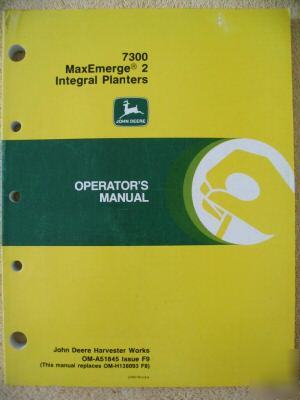 7300
MaxEmerge® 2
Integral Planters
JOHN DEERE
OPERATOR'S
MANUAL
John Deere Harvester Works
OM-A51845 Issue F9
(This manual replaces OM-H138093 F8)